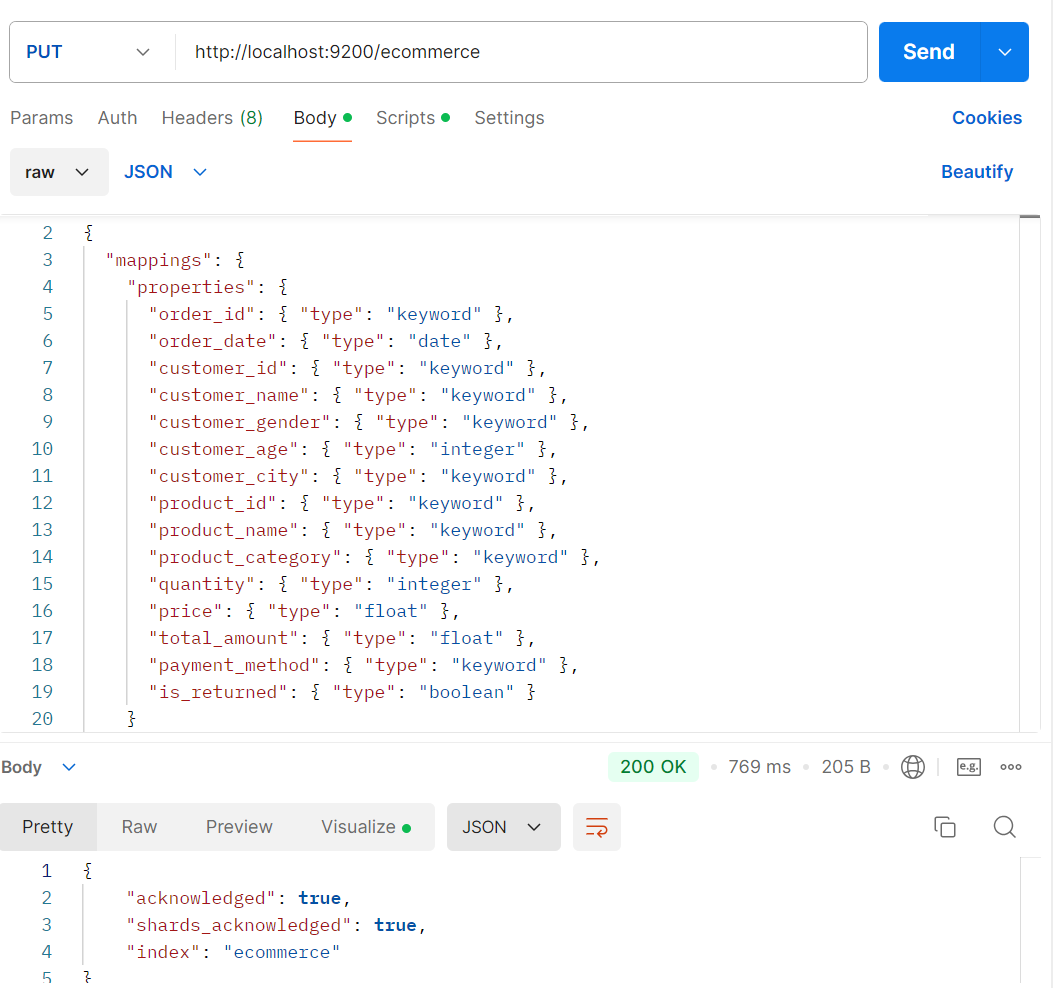 PUT http://localhost:9200/ecommerce Send
Params Auth Headers (8) Body Scripts Settings Cookies
raw JSON Beautify
2 {
3 "mappings": {
4 "properties": {
5 "order_id": { "type": "keyword" },
6 "order_date": { "type": "date" },
7 "customer_id": { "type": "keyword" },
8 "customer_name": { "type": "keyword" },
9 "customer_gender": { "type": "keyword" },
10 "customer_age": { "type": "integer" },
11 "customer_city": { "type": "keyword" },
12 "product_id": { "type": "keyword" },
13 "product_name": { "type": "keyword" },
14 "product_category": { "type": "keyword" },
15 "quantity": { "type": "integer" },
16 "price": { "type": "float" },
17 "total_amount": { "type": "float" },
18 "payment_method": { "type": "keyword" },
19 "is_returned": { "type": "boolean" }
20 }
Body 200 OK 769 ms 205 B e.g.
Pretty Raw Preview Visualize JSON
1 {
2 "acknowledged": true,
3 "shards_acknowledged": true,
4 "index": "ecommerce"
5 }